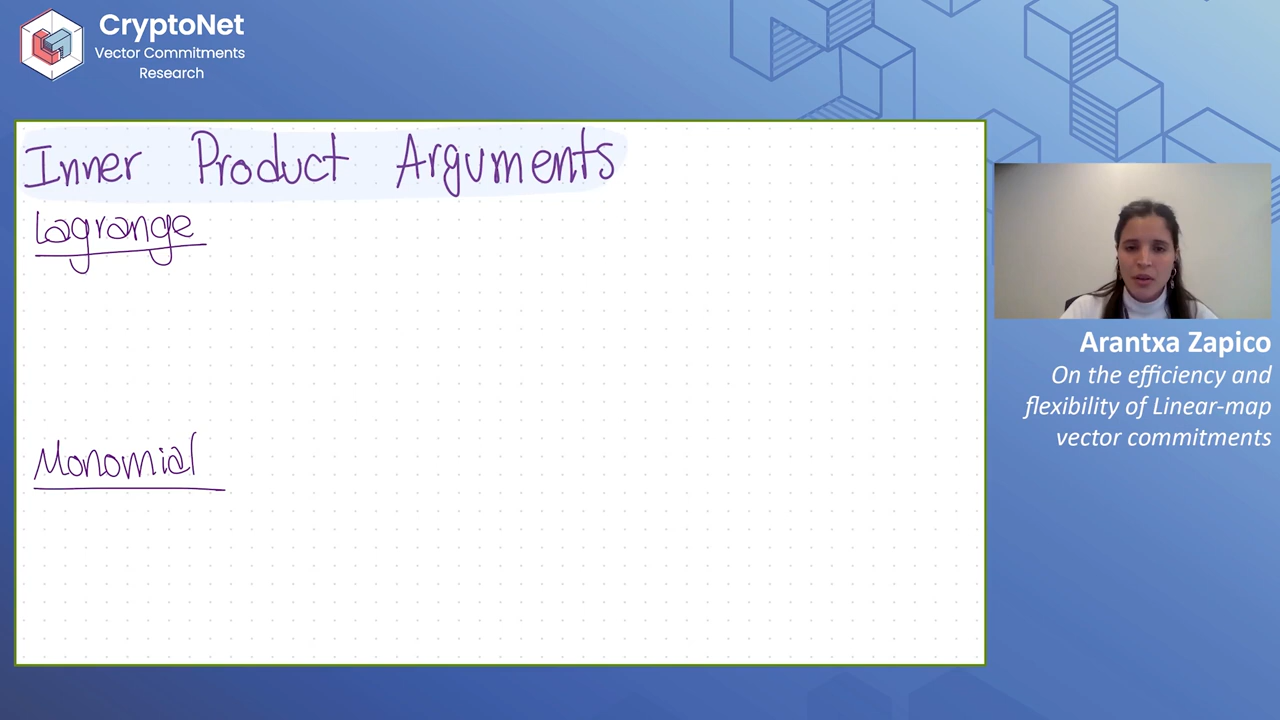 CryptoNet
Vector Commitments
Research
Inner Product Arguments
Lagrange
Monomial
Arantxa Zapico
On the efficiency and
flexibility of Linear-map
vector commitments